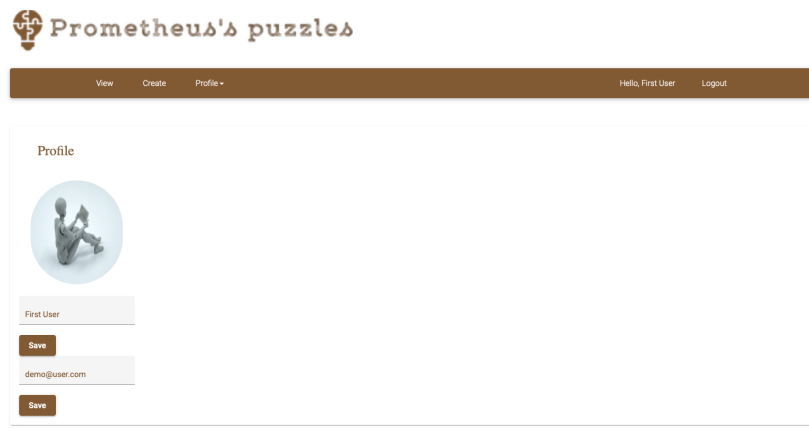 Prometheus's puzzles
View Create Profile Hello, First User Logout
Profile
First User
Save
demo@user.com
Save